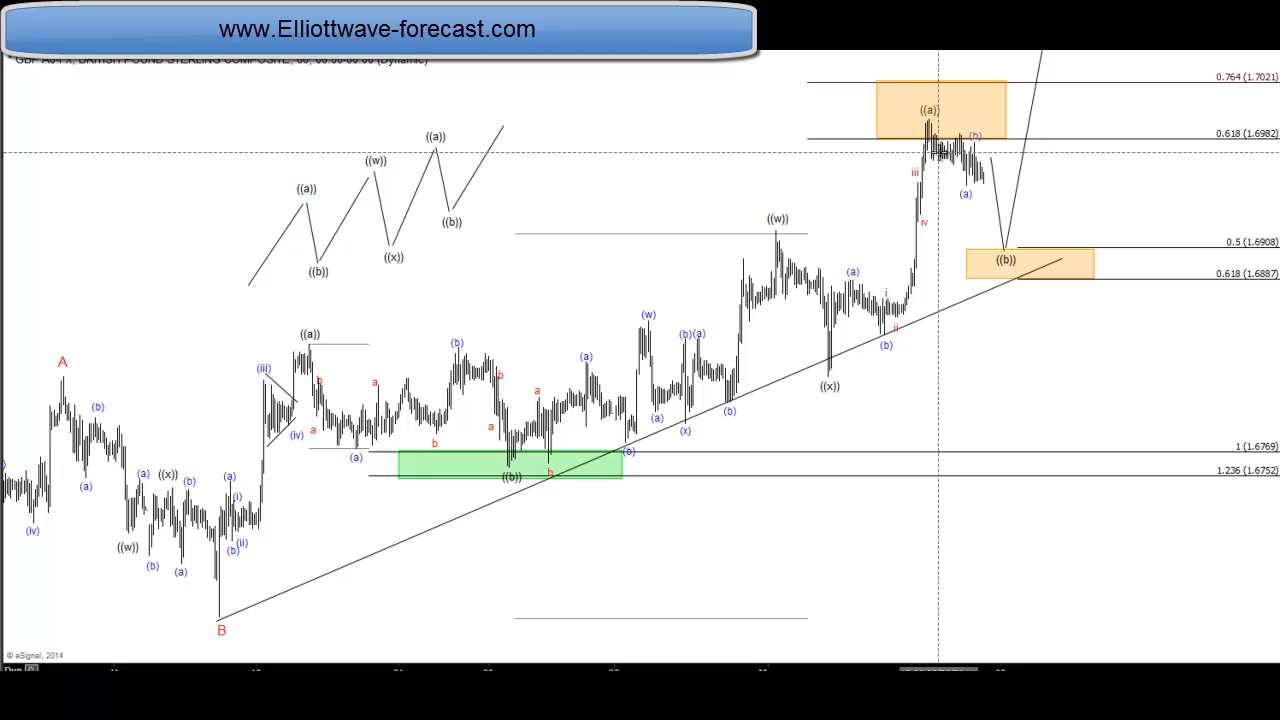 www.Elliottwave-forecast.com
0.764 (1.7021)
((a))
0.618 (1.6982)
((a))
(b)
((w))
iii
(a)
((a))
((w))
iv
((b))
((x))
0.5 (1.6908)
((b))
((b))
(a)
0.618 (1.6887)
i
ii
(w)
(b)
((a))
(b)
(b)
(a)
(a)
A
(iii)
b
a
b
a
((x))
(b)
(a)
(b)
(iv)
a
(a)
a
(x)
b
1 (1.6769)
(a)
(b)
((b))
b
1.236 (1.6752)
(a)
((x))
(a)
(b)
(i)
(a)
(iv)
((w))
(b)
(ii)
(b)
(a)
B
© eSignal, 2014